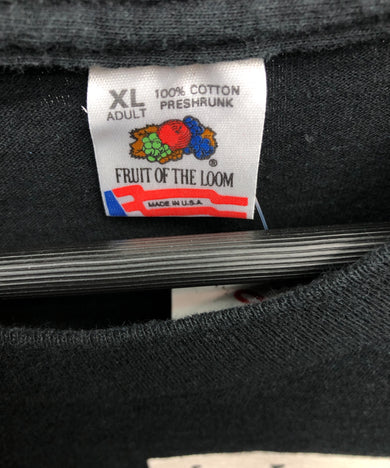 XL 100% COTTON
ADULT PRESHRUNK
®
FRUIT OF THE LOOM
MADE IN U.S.A.